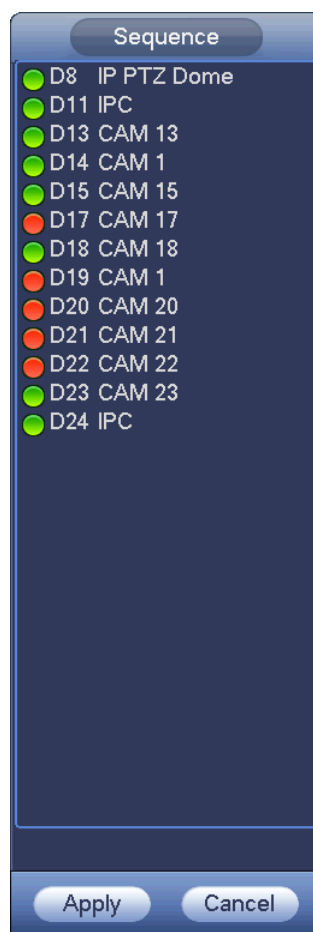 Sequence
D8 IP PTZ Dome
D11 IPC
D13 CAM 13
D14 CAM 1
D15 CAM 15
D17 CAM 17
D18 CAM 18
D19 CAM 1
D20 CAM 20
D21 CAM 21
D22 CAM 22
D23 CAM 23
D24 IPC
Apply Cancel